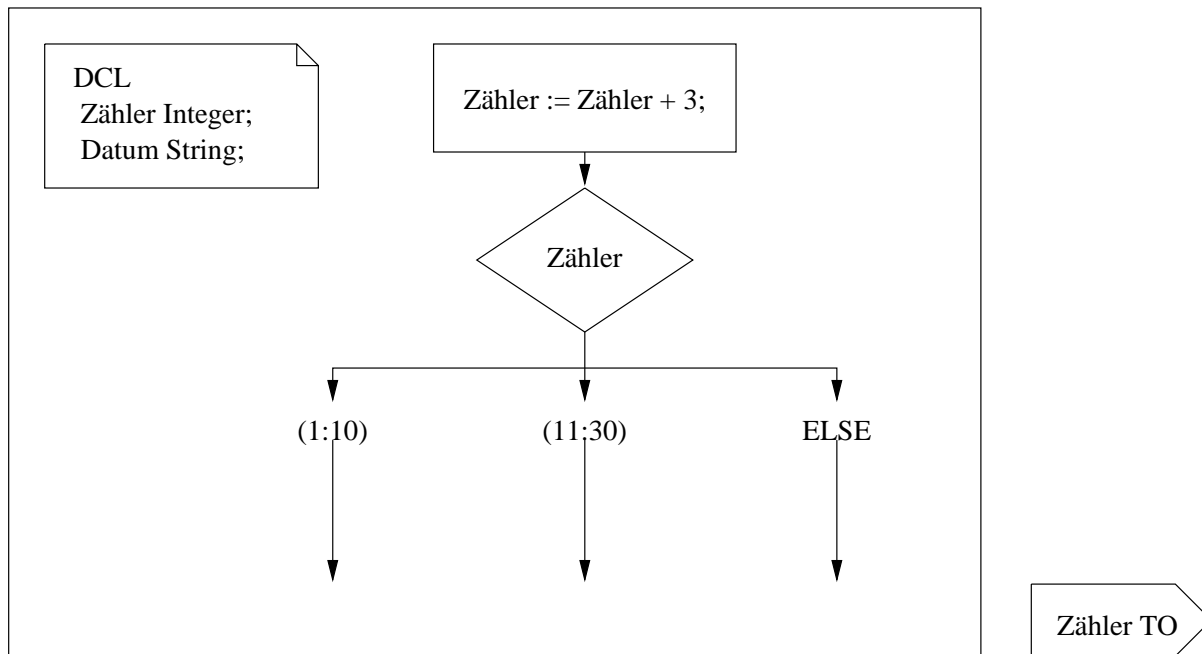 DCL
Zähler Integer;
Datum String;
Zähler := Zähler + 3;
Zähler
(1:10)
(11:30)
ELSE
Zähler TO